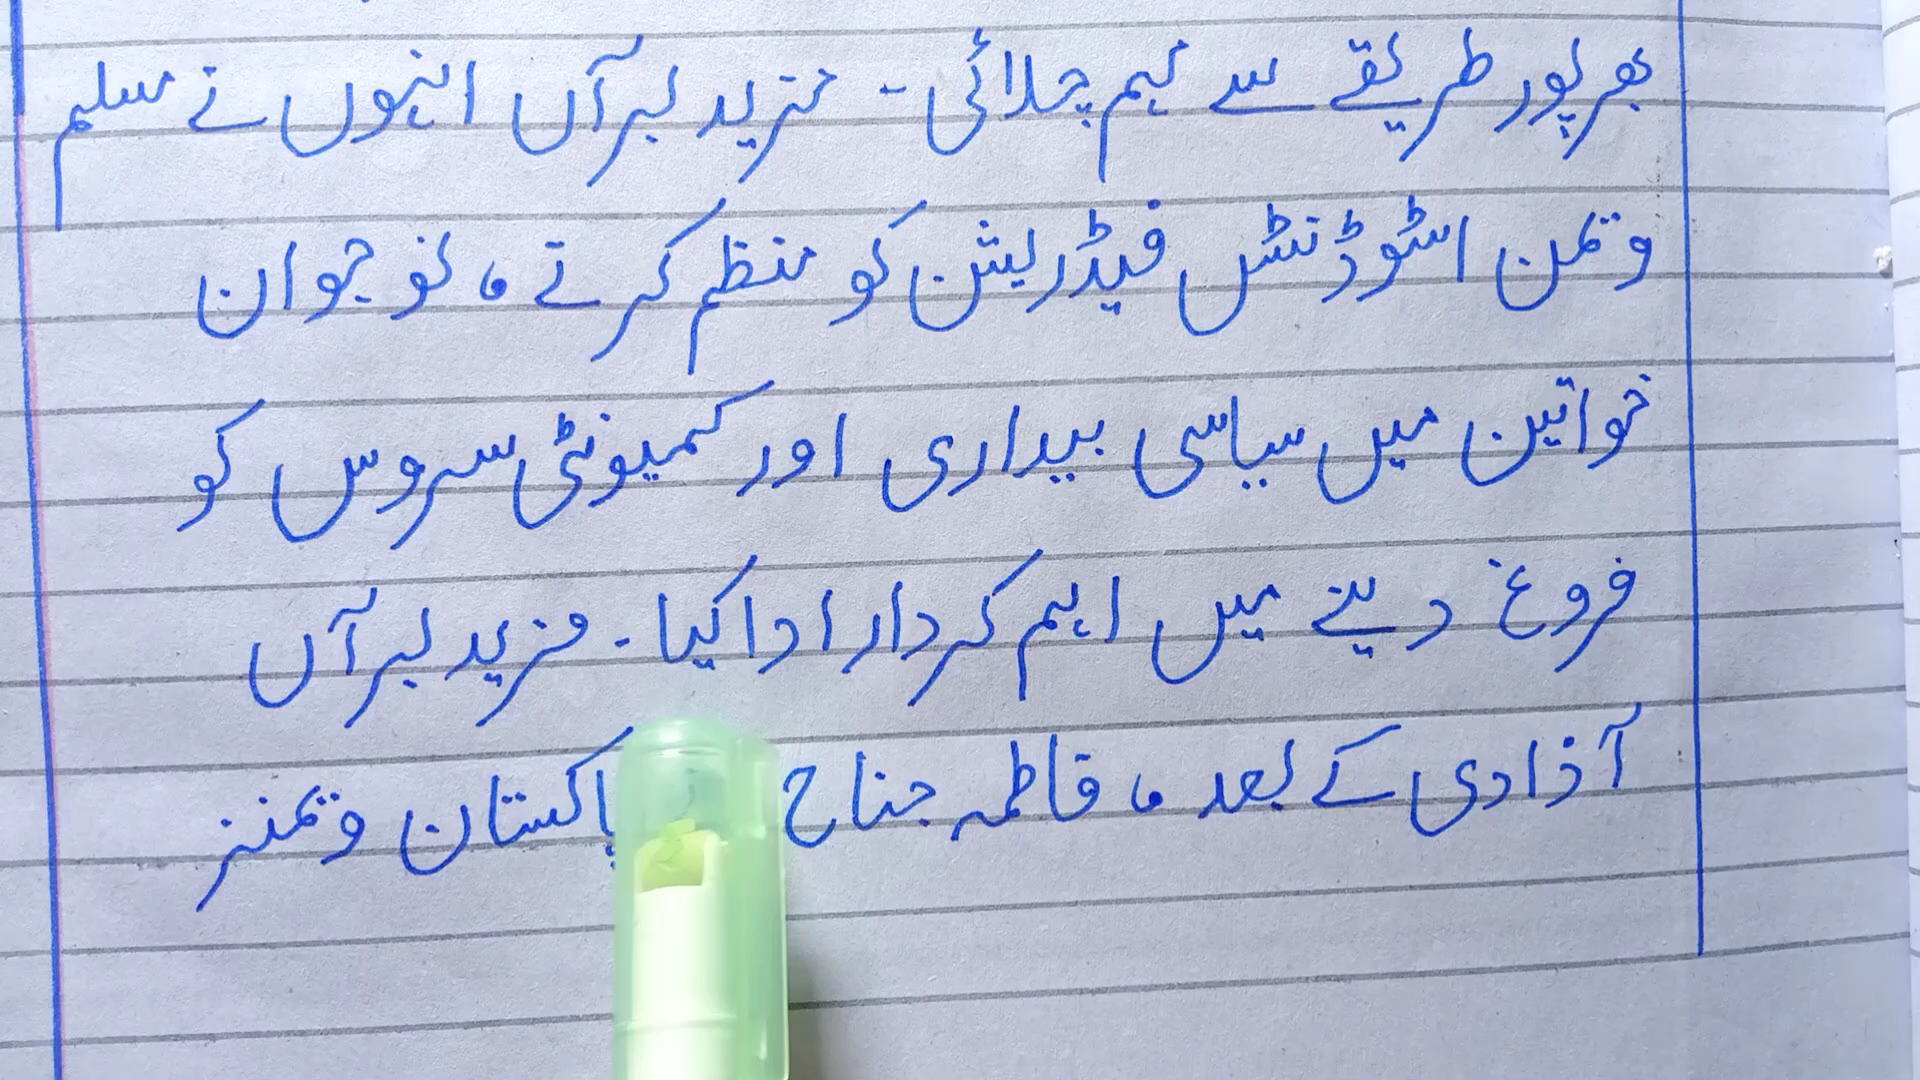 بھرپور طریقے سے مہم چلائی۔ مزید برآں انہوں نے مسلم
ویمن اسٹوڈنٹس فیڈریشن کو منظم کرتے، نوجوان
خواتین میں سیاسی بیداری اور کمیونٹی سروس کو
فروغ دینے میں اہم کردار ادا کیا۔ مزید برآں
آذادی کے بعد، فاطمہ جناح پاکستان ویمنز